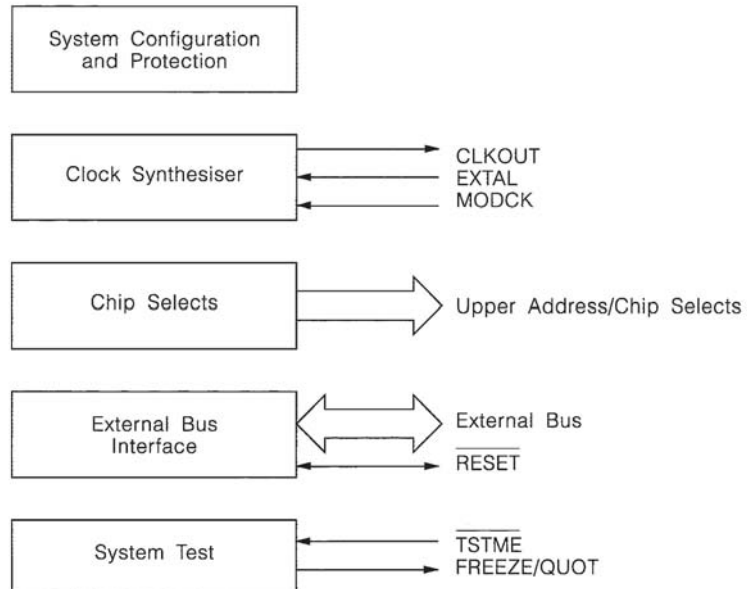 System Configuration
and Protection
Clock Synthesiser
CLKOUT
EXTAL
MODCK
Chip Selects
Upper Address/Chip Selects
External Bus
Interface
External Bus
RESET
System Test
TSTME
FREEZE/QUOT